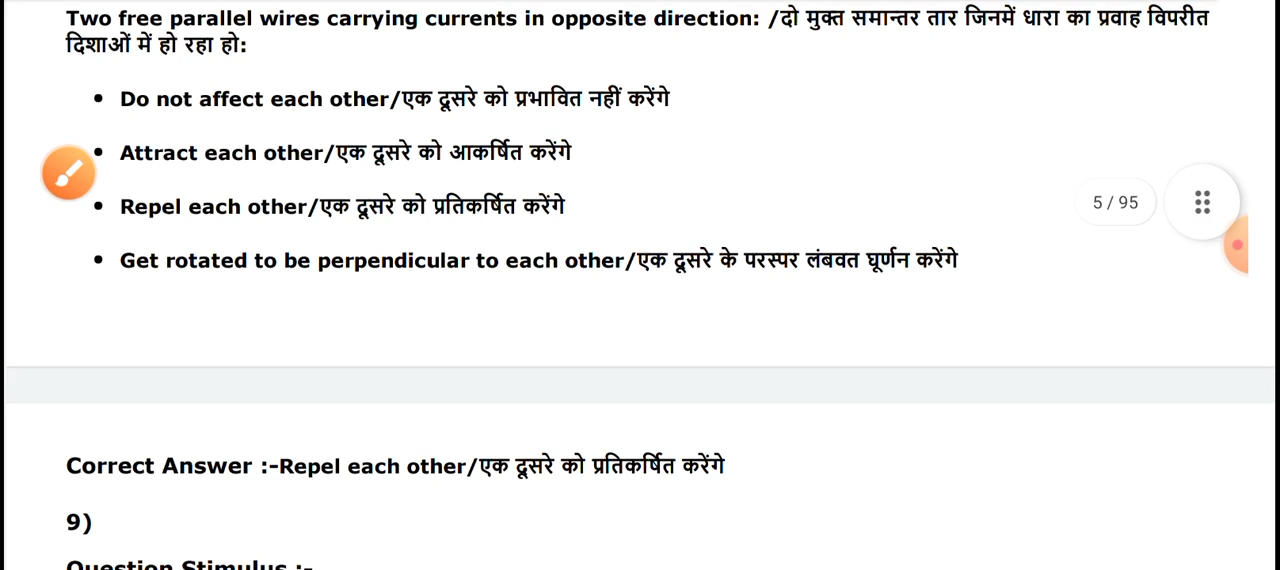 Two free parallel wires carrying currents in opposite direction: /दो मुक्त समान्तर तार जिनमें धारा का प्रवाह विपरीत
दिशाओं में हो रहा हो:
• Do not affect each other/एक दूसरे को प्रभावित नहीं करेंगे
• Attract each other/एक दूसरे को आकर्षित करेंगे
• Repel each other/एक दूसरे को प्रतिकर्षित करेंगे
5 / 95
• Get rotated to be perpendicular to each other/एक दूसरे के परस्पर लंबवत घूर्णन करेंगे
Correct Answer :-Repel each other/एक दूसरे को प्रतिकर्षित करेंगे
9)
Question Stimulus :-